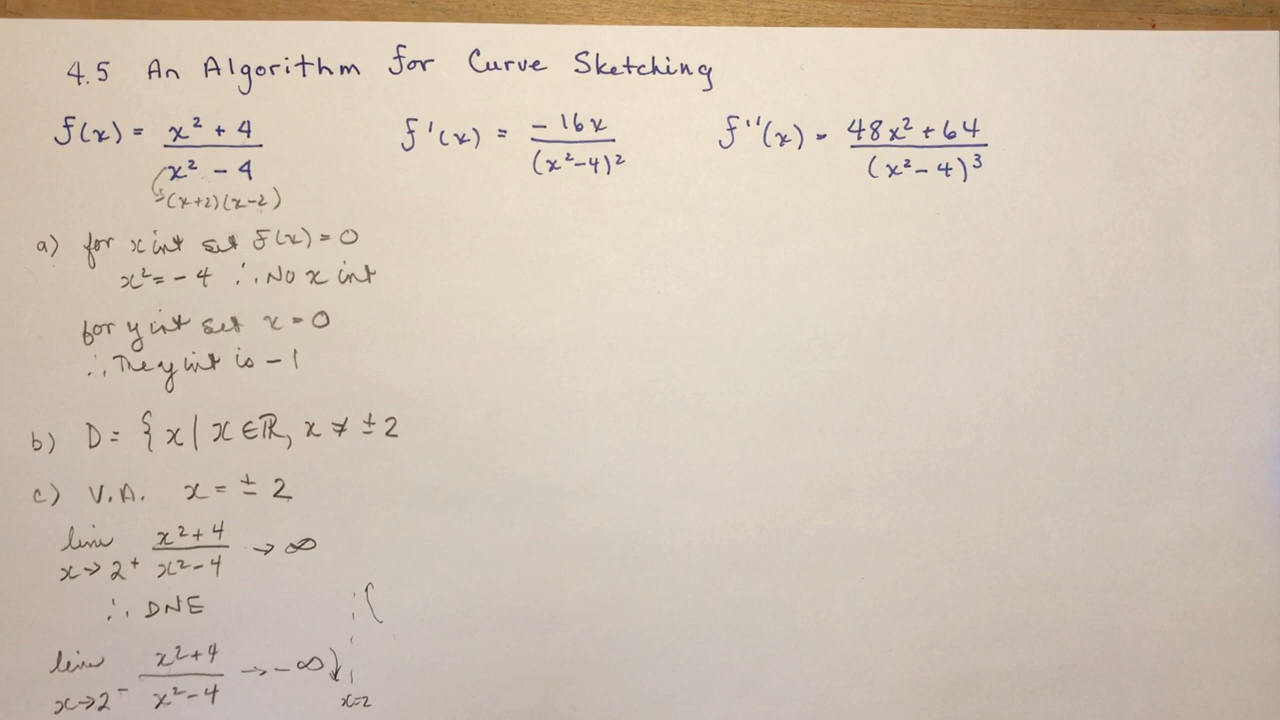 4.5 An Algorithm for Curve Sketching
f(x) = x² + 4 / x² - 4    f'(x) = -16x / (x²-4)²    f''(x) = 48x² + 64 / (x²-4)³
(x+2)(x-2)
a) for x int set f(x) = 0
x² = -4 ∴ No x int
for y int set x = 0
∴ The y int is -1
b) D = { x | x ∈ ℝ, x ≠ ± 2
c) V.A. x = ± 2
lim x→2⁺ x²+4 / x²-4 → ∞
∴ DNE
lim x→2⁻ x²+4 / x²-4 → -∞
x=2